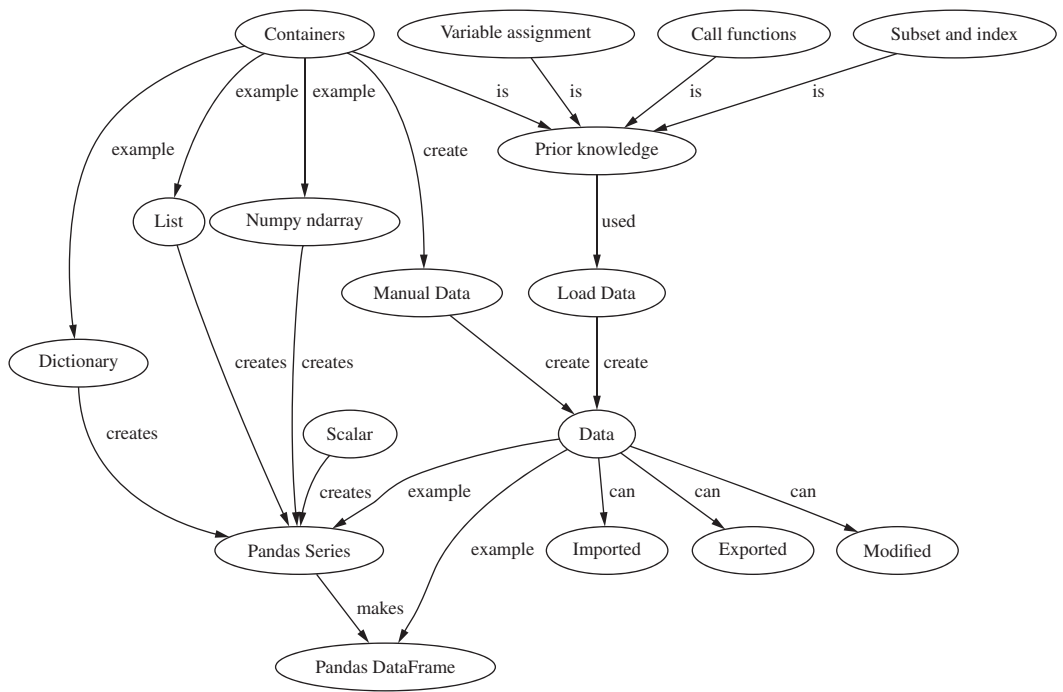 Containers
Variable assignment
Call functions
Subset and index
example
example
is
is
is
is
example
create
Prior knowledge
List
Numpy ndarray
used
Manual Data
Load Data
Dictionary
creates
creates
create
create
creates
Scalar
Data
creates
example
can
can
can
Pandas Series
example
Imported
Exported
Modified
makes
Pandas DataFrame